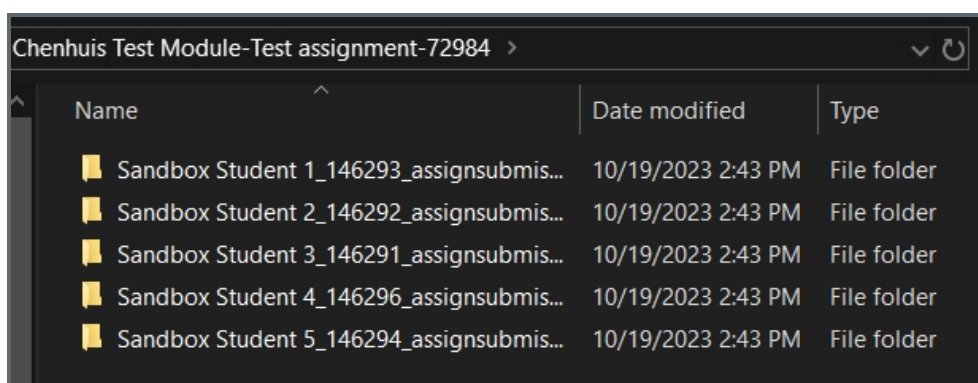 Chenhuis Test Module-Test assignment-72984 >
Name Date modified Type
Sandbox Student 1_146293_assignsubmis... 10/19/2023 2:43 PM File folder
Sandbox Student 2_146292_assignsubmis... 10/19/2023 2:43 PM File folder
Sandbox Student 3_146291_assignsubmis... 10/19/2023 2:43 PM File folder
Sandbox Student 4_146296_assignsubmis... 10/19/2023 2:43 PM File folder
Sandbox Student 5_146294_assignsubmis... 10/19/2023 2:43 PM File folder